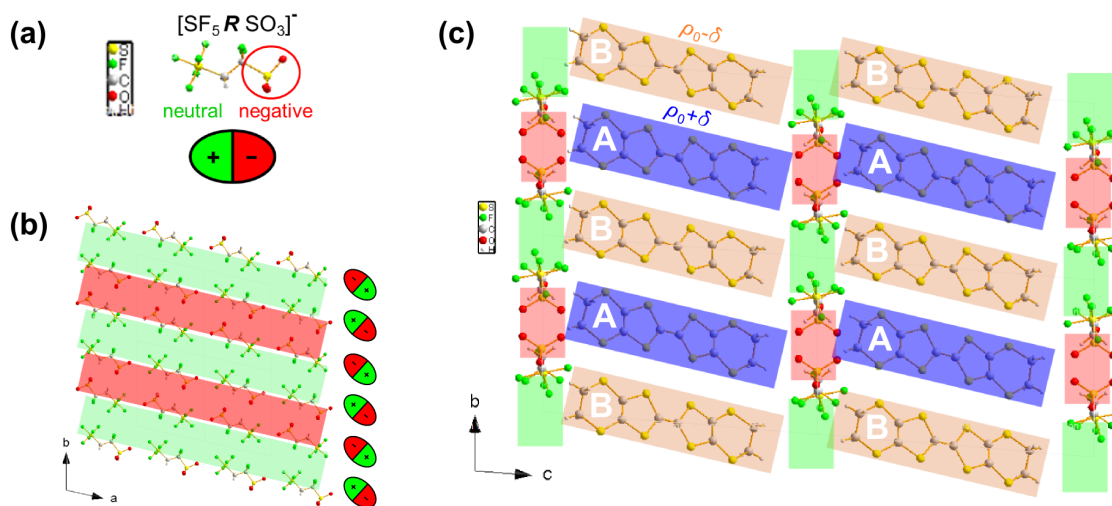 (a)
[SF5 R SO3]-
S
F
C
O
H
neutral
negative
+
-
(b)
b
a
(c)
B
ρ0-δ
B
ρ0+δ
A
A
S
F
C
O
H
B
B
A
A
b
c
B
B